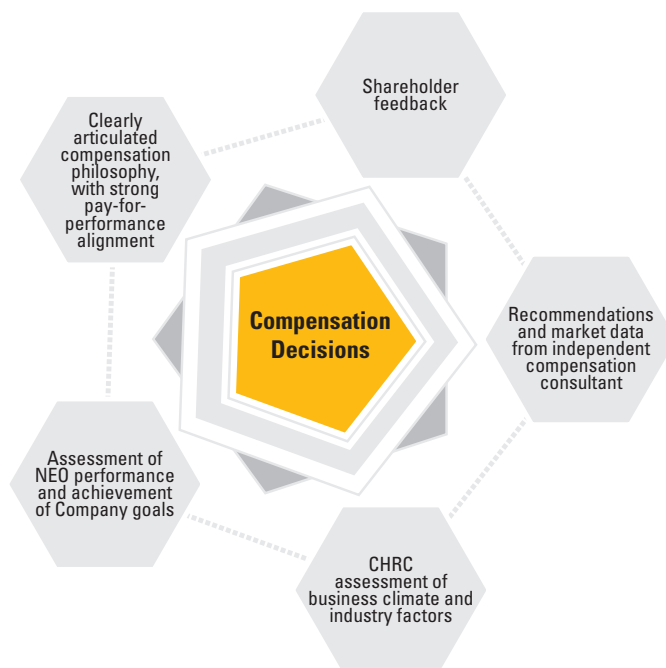 Shareholder
feedback
Clearly
articulated
compensation
philosophy,
with strong
pay-for-
performance
alignment
Compensation
Decisions
Recommendations
and market data
from independent
compensation
consultant
Assessment of
NEO performance
and achievement
of Company goals
CHRC
assessment of
business climate and
industry factors